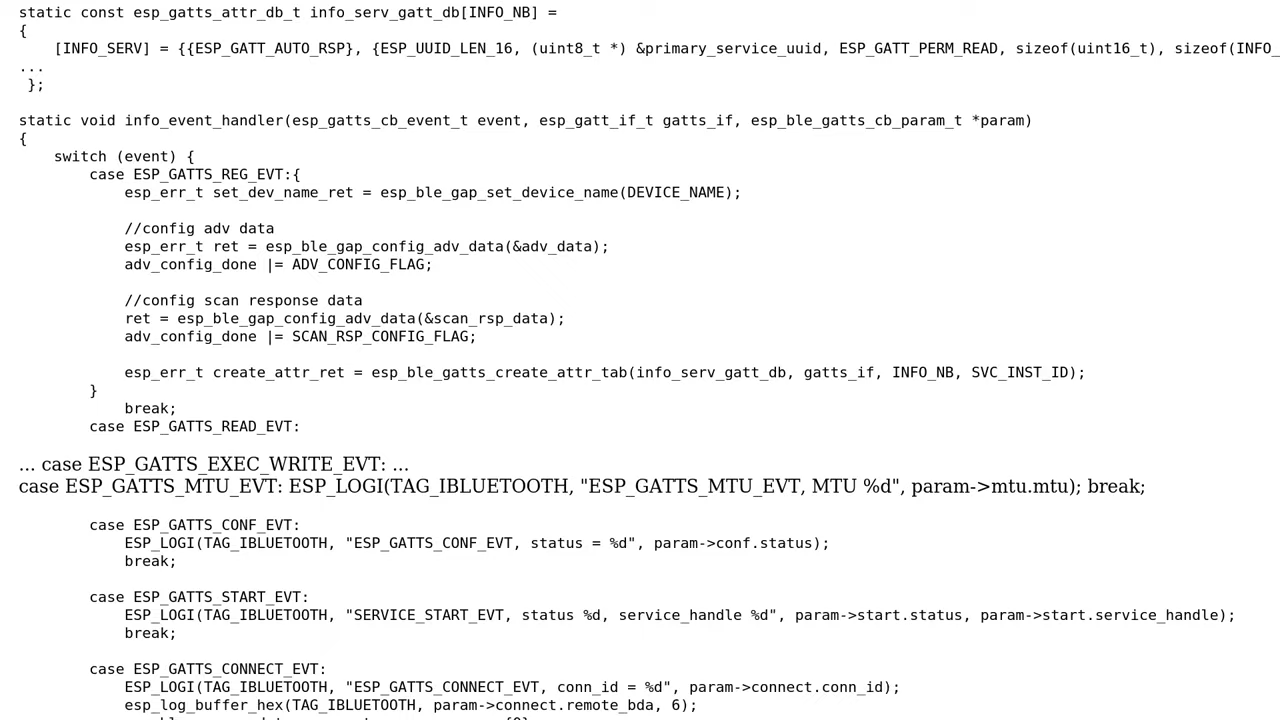 static const esp_gatts_attr_db_t info_serv_gatt_db[INFO_NB] =
{
    [INFO_SERV] = {{ESP_GATT_AUTO_RSP}, {ESP_UUID_LEN_16, (uint8_t *) &primary_service_uuid, ESP_GATT_PERM_READ, sizeof(uint16_t), sizeof(INFO_
...
 };

static void info_event_handler(esp_gatts_cb_event_t event, esp_gatt_if_t gatts_if, esp_ble_gatts_cb_param_t *param)
{
    switch (event) {
        case ESP_GATTS_REG_EVT:{
            esp_err_t set_dev_name_ret = esp_ble_gap_set_device_name(DEVICE_NAME);

            //config adv data
            esp_err_t ret = esp_ble_gap_config_adv_data(&adv_data);
            adv_config_done |= ADV_CONFIG_FLAG;

            //config scan response data
            ret = esp_ble_gap_config_adv_data(&scan_rsp_data);
            adv_config_done |= SCAN_RSP_CONFIG_FLAG;

            esp_err_t create_attr_ret = esp_ble_gatts_create_attr_tab(info_serv_gatt_db, gatts_if, INFO_NB, SVC_INST_ID);
        }
            break;
        case ESP_GATTS_READ_EVT:

... case ESP_GATTS_EXEC_WRITE_EVT: ...
case ESP_GATTS_MTU_EVT: ESP_LOGI(TAG_IBLUETOOTH, "ESP_GATTS_MTU_EVT, MTU %d", param->mtu.mtu); break;

        case ESP_GATTS_CONF_EVT:
            ESP_LOGI(TAG_IBLUETOOTH, "ESP_GATTS_CONF_EVT, status = %d", param->conf.status);
            break;

        case ESP_GATTS_START_EVT:
            ESP_LOGI(TAG_IBLUETOOTH, "SERVICE_START_EVT, status %d, service_handle %d", param->start.status, param->start.service_handle);
            break;

        case ESP_GATTS_CONNECT_EVT:
            ESP_LOGI(TAG_IBLUETOOTH, "ESP_GATTS_CONNECT_EVT, conn_id = %d", param->connect.conn_id);
            esp_log_buffer_hex(TAG_IBLUETOOTH, param->connect.remote_bda, 6);